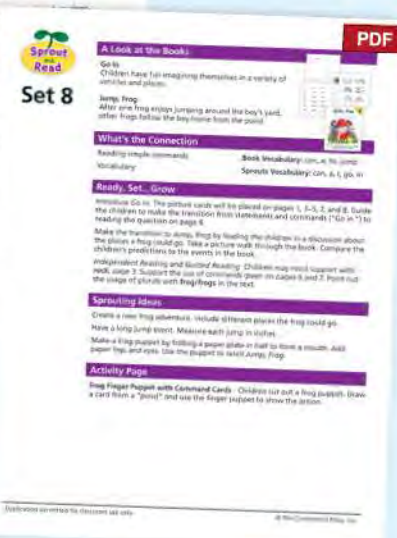 PDF
Sprout
and
Read
Set 8
A Look at the Books
Go In
Children have fun imagining themselves in a variety of
vehicles and places.
Jump, Frog
After one frog enjoys jumping around the boy's yard,
other frogs follow the boy home from the pond.
What's the Connection
Reading simple commands
Vocabulary
Book Vocabulary: can, in, jump
Sprouts Vocabulary: can, a, I, go, in
Ready, Set...Grow
Introduce Go In. The picture cards will be placed on pages 1, 3–5, 7, and 8. Guide
the children to make the transition from statements and commands ("Go in.") to
reading the question on page 8.
Make the transition to Jump, Frog by leading the children in a discussion about
the places a frog could go. Take a picture walk through the book. Compare the
children's predictions to the events in the book.
Independent Reading and Guided Reading: Children may need support with
rock, page 3. Support the use of commands given on pages 6 and 7. Point out
the usage of plurals with frog/frogs in the text.
Sprouting Ideas
Create a new frog adventure. Include different places the frog could go.
Have a long jump event. Measure each jump in inches.
Make a frog puppet by folding a paper plate in half to form a mouth. Add
paper legs and eyes. Use the puppet to retell Jump, Frog.
Activity Page
Frog Finger Puppet with Command Cards - Children cut out a frog puppet. Draw
a card from a "pond" and use the finger puppet to show the action.
Duplication permitted for classroom use only.